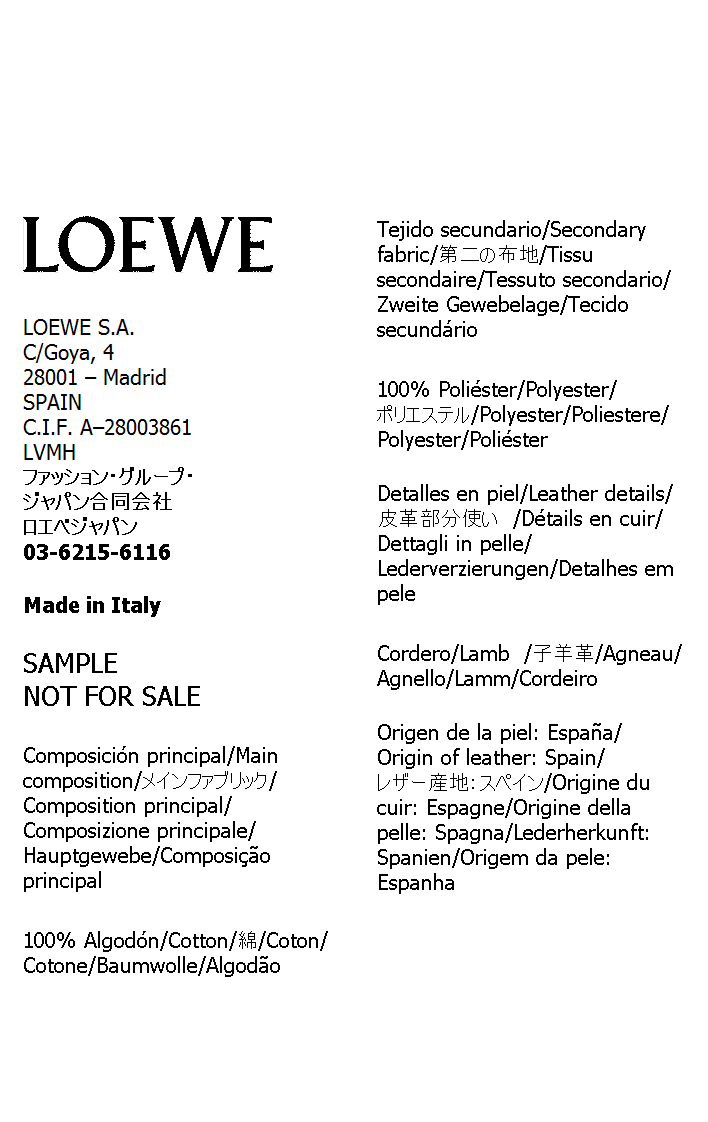 LOEWE
LOEWE S.A.
C/Goya, 4
28001 – Madrid
SPAIN
C.I.F. A–28003861
LVMH
ファッション・グループ・
ジャパン合同会社
ロエベジャパン
03-6215-6116
Made in Italy
SAMPLE
NOT FOR SALE
Composición principal/Main
composition/メインファブリック/
Composition principal/
Composizione principale/
Hauptgewebe/Composição
principal
100% Algodón/Cotton/綿/Coton/
Cotone/Baumwolle/Algodão
Tejido secundario/Secondary
fabric/第二の布地/Tissu
secondaire/Tessuto secondario/
Zweite Gewebelage/Tecido
secundário
100% Poliéster/Polyester/
ポリエステル/Polyester/Poliestere/
Polyester/Poliéster
Detalles en piel/Leather details/
皮革部分使い /Détails en cuir/
Dettagli in pelle/
Lederverzierungen/Detalhes em
pele
Cordero/Lamb /子羊革/Agneau/
Agnello/Lamm/Cordeiro
Origen de la piel: España/
Origin of leather: Spain/
レザー産地：スペイン/Origine du
cuir: Espagne/Origine della
pelle: Spagna/Lederherkunft:
Spanien/Origem da pele:
Espanha